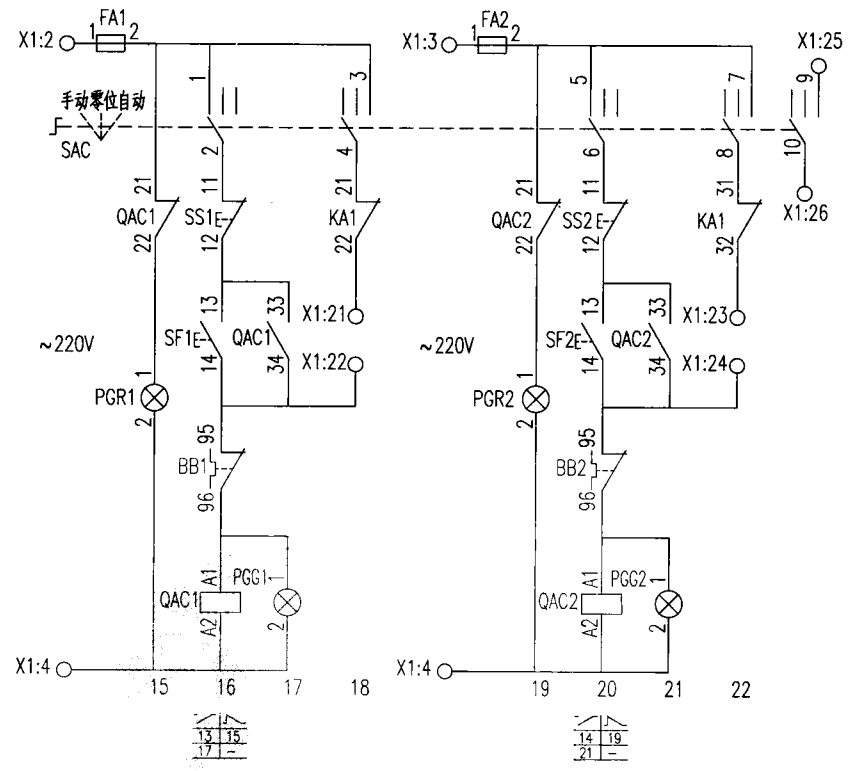 FA1
X1:2 1 2
1 3
手动零位自动
SAC
2 4
21 11 21
QAC1 SS1 E KA1
22 12 22
13 33 X1:21
SF1 E QAC1
14 34 X1:22
~220V
1
PGR1
2
95
BB1
96
A1 PGG1 1
QAC1
A2 2
X1:4
15 16 17 18
13 15
17 -
FA2
X1:3 1 2
X1:25
5 7 9
6 8 10
X1:26
21 11 31
QAC2 SS2 E KA1
22 12 32
13 33 X1:23
SF2 E QAC2
14 34 X1:24
~220V
1
PGR2
2
95
BB2
96
A1 PGG2 1
QAC2
A2 2
X1:4
19 20 21 22
14 19
21 -